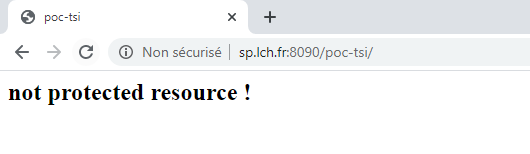 poc-tsi
Non sécurisé sp.lch.fr:8090/poc-tsi/
not protected resource !